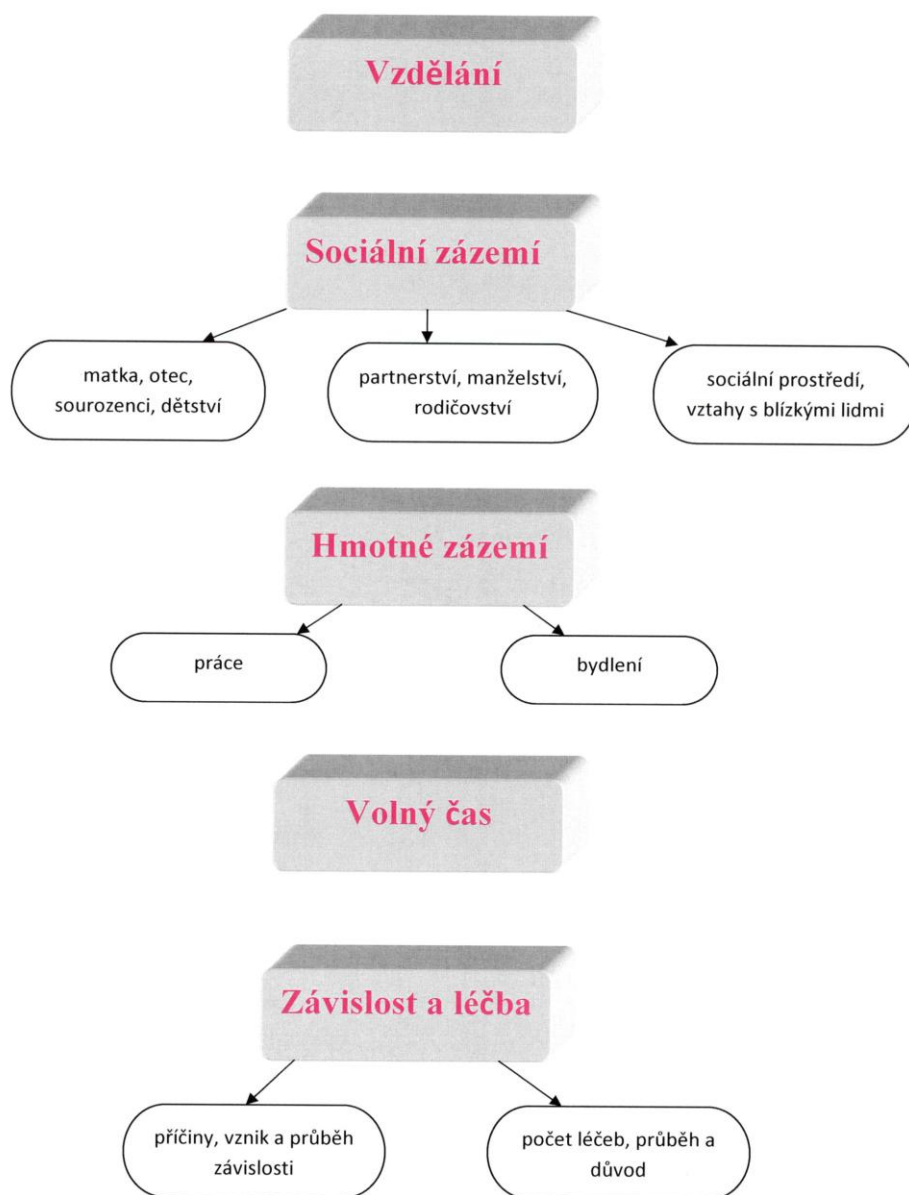 Vzdělání
Sociální zázemí
matka, otec,
sourozenci, dětství
partnerství, manželství,
rodičovství
sociální prostředí,
vztahy s blízkými lidmi
Hmotné zázemí
práce
bydlení
Volný čas
Závislost a léčba
příčiny, vznik a průběh
závislosti
počet léčeb, průběh a
důvod